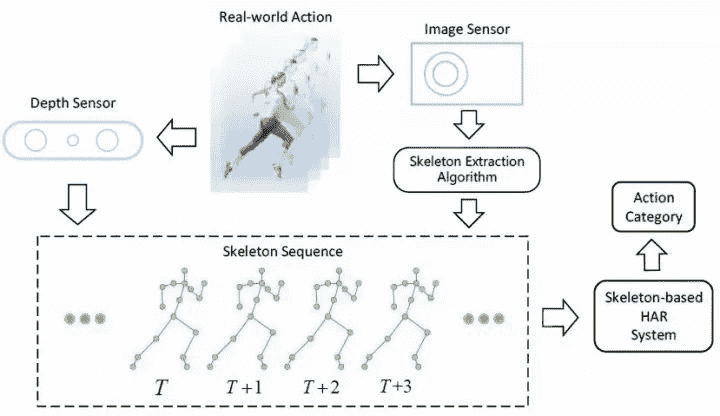 Real-world Action
Image Sensor
Depth Sensor
Skeleton Extraction
Algorithm
Action
Category
Skeleton Sequence
Skeleton-based
HAR
System
T
T+1
T+2
T+3